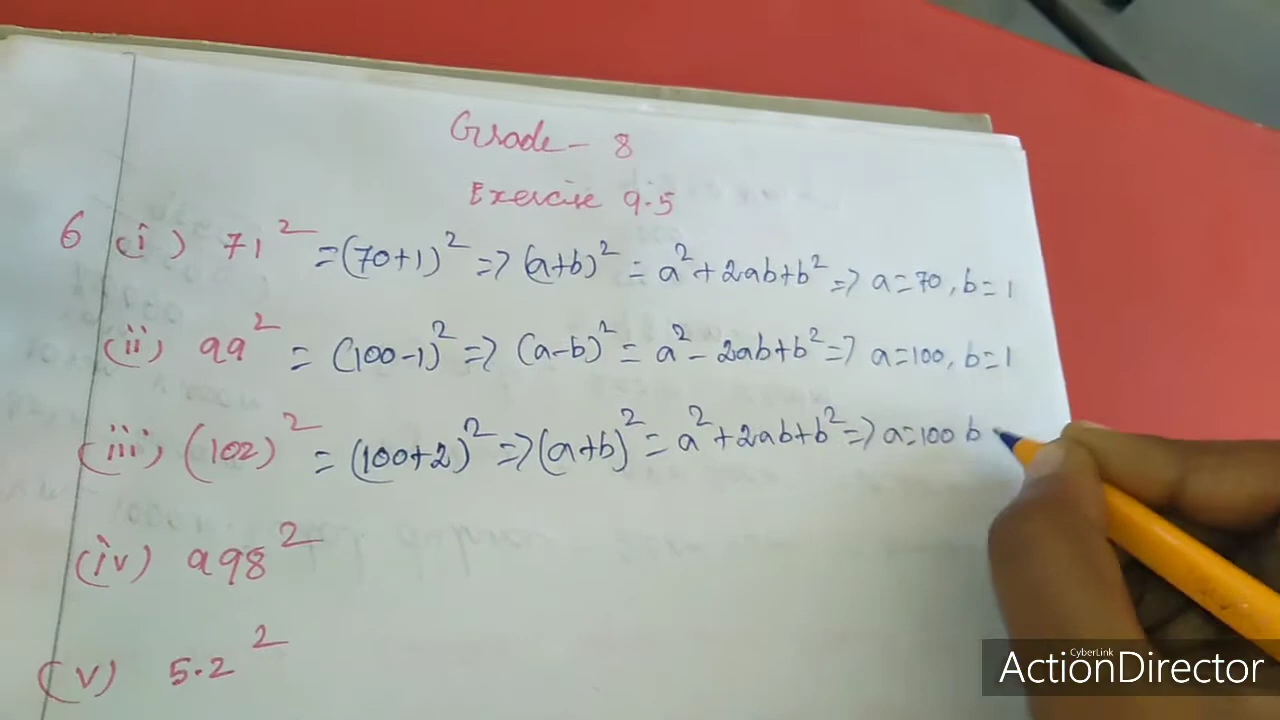 Grade - 8
Exercise 9.5
6 (i) 71² = (70+1)² => (a+b)² = a² + 2ab + b² => a=70, b=1
(ii) 99² = (100-1)² => (a-b)² = a² - 2ab + b² => a=100, b=1
(iii) (102)² = (100+2)² => (a+b)² = a² + 2ab + b² => a=100 b
(iv) 998²
(v) 5.2²
CyberLink
ActionDirector